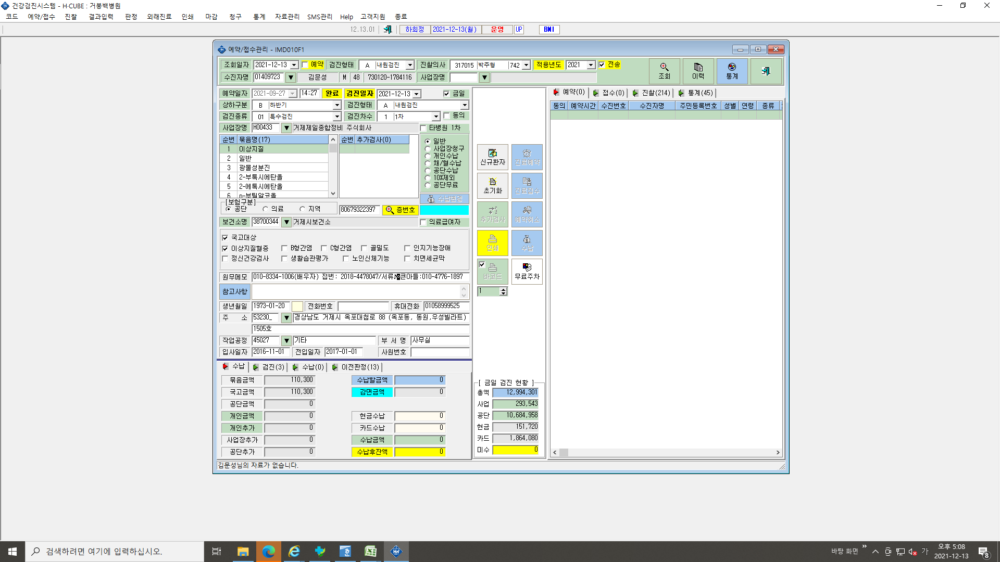 건강검진시스템 - H·CUBE : 거붕백병원
코드 예약/접수 진찰 결과입력 판정 외래진료 인쇄 마감 청구 통계 자료관리 SMS관리 Help 고객지원 종료
12.13.01 하희정 2021-12-13(월) 운영 UP BMI
예약/접수관리 - IMD010F1
조회일자 2021-12-13 예약 검진형태 A 내원검진 진찰의사 317015 박주형 742 적용년도 2021 전송
수진자명 01409723 김문성 M 48 730120-1784116 사업장명
조회 이력 통계
예약일자 2021-09-27 14:27 완료 검진일자 2021-12-13 금일
상하구분 B 하반기 검진형태 A 내원검진
검진종류 01 특수검진 검진차수 1 1차 동의
사업장명 H00433 거제제일종합정비 주식회사 타병원 1차
순번 묶음명(17) 순번 추가검사(0)
1 이상지질
2 일반
3 광물성분진
4 2-부톡시에탄올
5 2-에톡시에탄올
6 n-부틸알코올
일반
사업장청구
개인수납
채/혈수납
공단수납
10%제외
공단무료
수납변경
[보험구분]
공단 의료 지역 80679322397 증번호
보건소명 38700344 거제시보건소 의료급여자
국고대상
이상지질혈증 B형간염 C형간염 골밀도 인지기능장애
정신건강검사 생활습관평가 노인신체기능 치면세균막
원무메모 010-8334-1006(배우자) 접번: 2018-4478047/서류 큰아들:010-4776-1897
참고사항
생년월일 1973-01-20 전화번호 휴대전화 01058999525
주 소 53230_ 경상남도 거제시 옥포대첩로 88 (옥포동, 동원,우성빌라트)
1505호
작업공정 45027 기타 부 서 명 사무실
입사일자 2016-11-01 전입일자 2017-01-01 사원번호
수납 검진(3) 수납(0) 이전판정(13)
묶음금액 110,300 수납할금액 0
국고금액 110,300 감면금액 0
공단금액 0
개인금액 0 현금수납 0
개인추가 0 카드수납 0
사업장추가 0 수납금액 0
공단추가 0 수납후잔액 0
김문성님의 자료가 없습니다.
신규환자 진료예약
초기화 진료접수
추가검사 예약취소
인쇄 수납
바코드 무료주차
1
[ 금일 검진 현황 ]
총액 12,994,301
사업 293,543
공단 10,684,958
현금 151,720
카드 1,864,080
미수 0
예약(0) 접수(0) 진찰(214) 통계(45)
동의 예약시간 수진번호 수진자명 주민등록번호 성별 연령 종류
검색하려면 여기에 입력하십시오.
바탕 화면 가 오후 5:08
2021-12-13
8